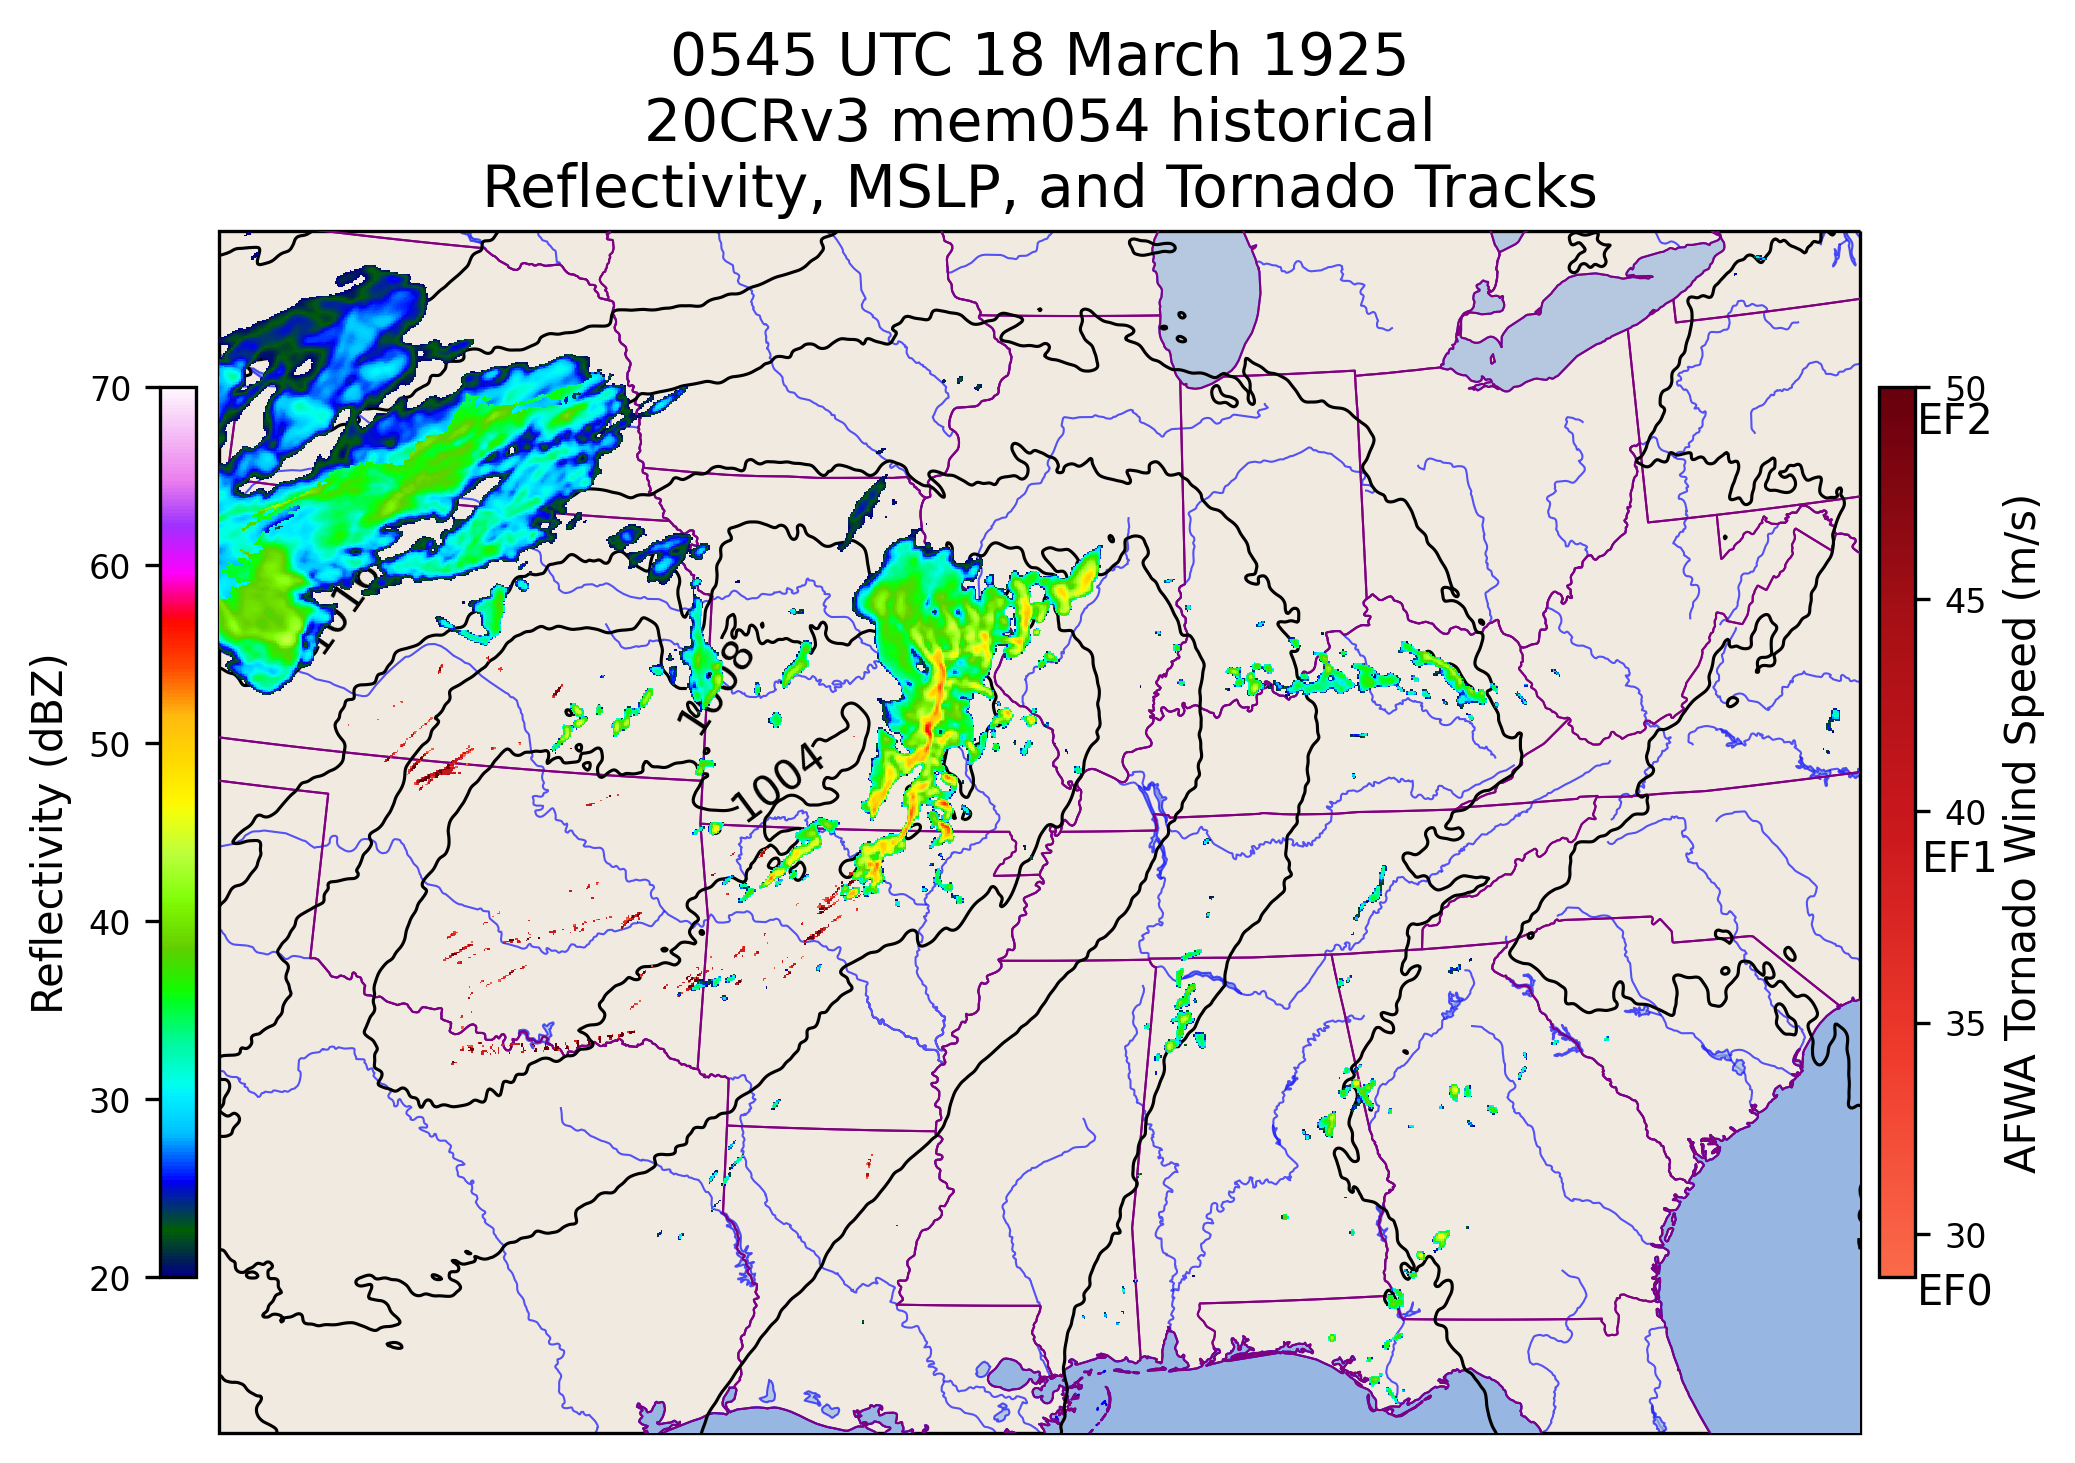 0545 UTC 18 March 1925
20CRv3 mem054 historical
Reflectivity, MSLP, and Tornado Tracks
Reflectivity (dBZ)
70
60
50
40
30
20
1008
1004
50
EF2
45
40
EF1
35
30
EF0
AFWA Tornado Wind Speed (m/s)